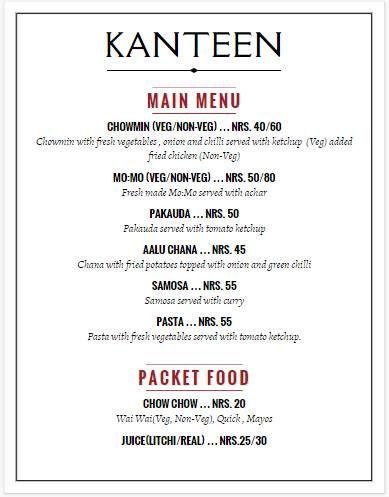 KANTEEN
MAIN MENU
CHOWMIN (VEG/NON-VEG) ... NRS. 40/60
Chowmin with fresh vegetables , onion and chilli served with ketchup (Veg) added
fried chicken (Non-Veg)
MO:MO (VEG/NON-VEG) ... NRS. 50/80
Fresh made Mo:Mo served with achar
PAKAUDA ... NRS. 50
Pakauda served with tomato ketchup
AALU CHANA ... NRS. 45
Chana with fried potatoes topped with onion and green chilli
SAMOSA ... NRS. 55
Samosa served with curry
PASTA ... NRS. 55
Pasta with fresh vegetables served with tomato ketchup.
PACKET FOOD
CHOW CHOW ... NRS. 20
Wai Wai(Veg, Non-Veg), Quick , Mayos
JUICE(LITCHI/REAL) ... NRS.25/30